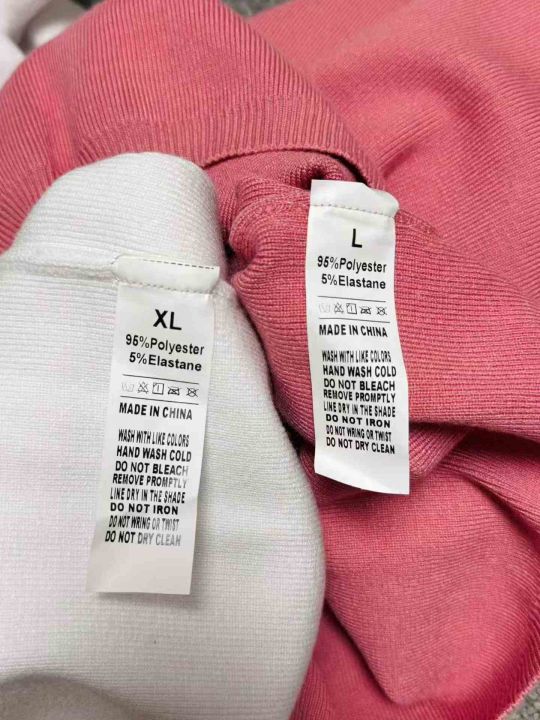 XL
95%Polyester
5%Elastane
MADE IN CHINA
WASH WITH LIKE COLORS
HAND WASH COLD
DO NOT BLEACH
REMOVE PROMPTLY
LINE DRY IN THE SHADE
DO NOT IRON
DO NOT WRING OR TWIST
DO NOT DRY CLEAN
L
95%Polyester
5%Elastane
MADE IN CHINA
WASH WITH LIKE COLORS
HAND WASH COLD
DO NOT BLEACH
REMOVE PROMPTLY
LINE DRY IN THE SHADE
DO NOT IRON
DO NOT WRING OR TWIST
DO NOT DRY CLEAN